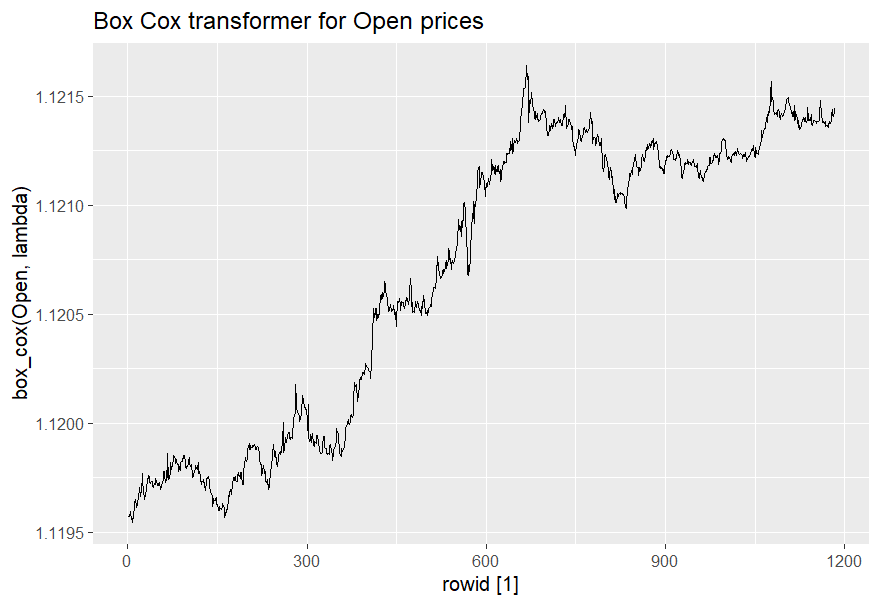 Box Cox transformer for Open prices
box_cox(Open, lambda)
1.1215
1.1210
1.1205
1.1200
1.1195
0 300 600 900 1200
rowid [1]